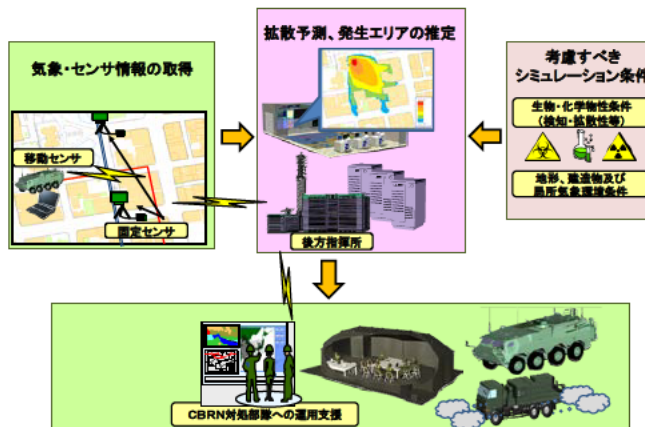 気象・センサ情報の取得
移動センサ
固定センサ
拡散予測、発生エリアの推定
後方指揮所
考慮すべき
シミュレーション条件
生物・化学物性条件
(検知・拡散性等)
地形、建造物及び
局所気象環境条件
CBRN対処部隊への運用支援